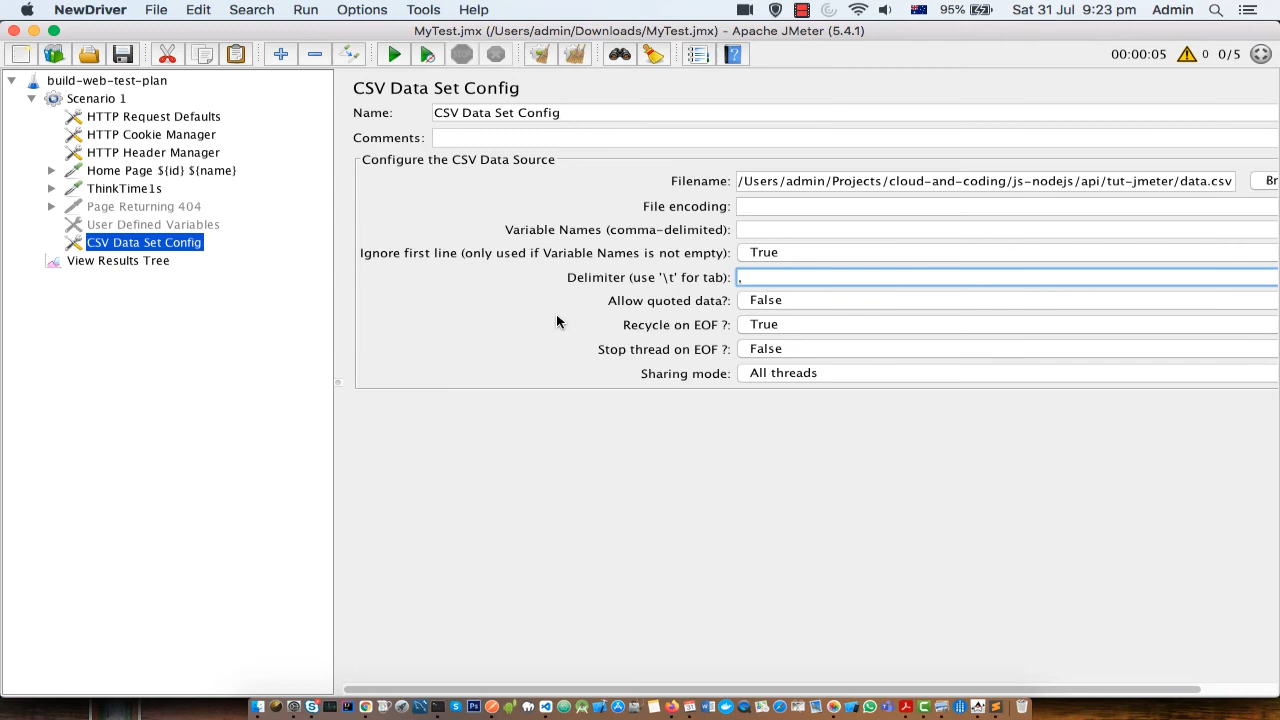 NewDriver File Edit Search Run Options Tools Help 95% Sat 31 Jul 9:23 pm Admin
MyTest.jmx (/Users/admin/Downloads/MyTest.jmx) – Apache JMeter (5.4.1)
00:00:05 0 0/5
build-web-test-plan
Scenario 1
HTTP Request Defaults
HTTP Cookie Manager
HTTP Header Manager
Home Page ${id} ${name}
ThinkTime1s
Page Returning 404
User Defined Variables
CSV Data Set Config
View Results Tree
CSV Data Set Config
Name: CSV Data Set Config
Comments:
Configure the CSV Data Source
Filename: /Users/admin/Projects/cloud-and-coding/js-nodejs/api/tut-jmeter/data.csv Br
File encoding:
Variable Names (comma-delimited):
Ignore first line (only used if Variable Names is not empty): True
Delimiter (use '\t' for tab): ,
Allow quoted data?: False
Recycle on EOF ?: True
Stop thread on EOF ?: False
Sharing mode: All threads